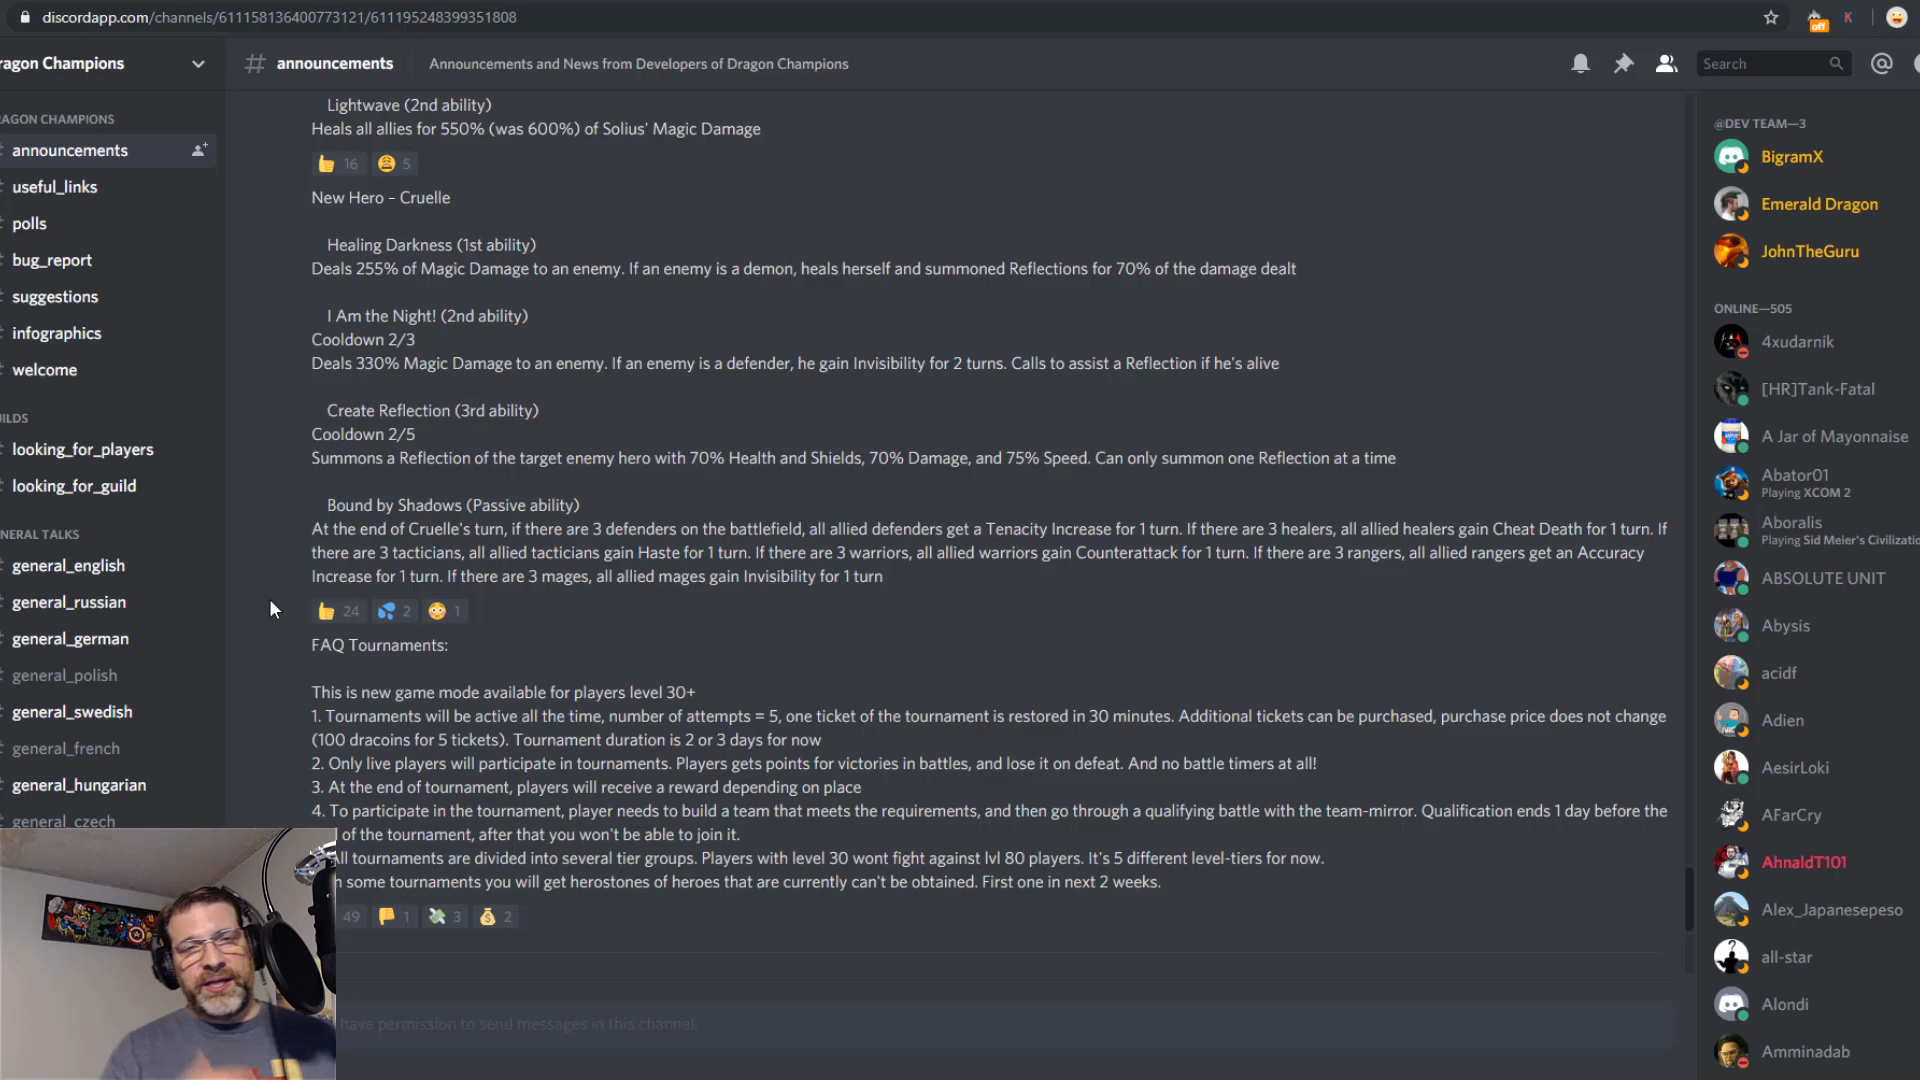 discordapp.com/channels/611158136400773121/611195248399351808
off
K
ragon Champions
announcements
Announcements and News from Developers of Dragon Champions
Search
RAGON CHAMPIONS
announcements
useful_links
polls
bug_report
suggestions
infographics
welcome
UILDS
looking_for_players
looking_for_guild
ENERAL TALKS
general_english
general_russian
general_german
general_polish
general_swedish
general_french
general_hungarian
general_czech
Lightwave (2nd ability)
Heals all allies for 550% (was 600%) of Solius' Magic Damage
16
5
New Hero – Cruelle
Healing Darkness (1st ability)
Deals 255% of Magic Damage to an enemy. If an enemy is a demon, heals herself and summoned Reflections for 70% of the damage dealt
I Am the Night! (2nd ability)
Cooldown 2/3
Deals 330% Magic Damage to an enemy. If an enemy is a defender, he gain Invisibility for 2 turns. Calls to assist a Reflection if he's alive
Create Reflection (3rd ability)
Cooldown 2/5
Summons a Reflection of the target enemy hero with 70% Health and Shields, 70% Damage, and 75% Speed. Can only summon one Reflection at a time
Bound by Shadows (Passive ability)
At the end of Cruelle's turn, if there are 3 defenders on the battlefield, all allied defenders get a Tenacity Increase for 1 turn. If there are 3 healers, all allied healers gain Cheat Death for 1 turn. If
there are 3 tacticians, all allied tacticians gain Haste for 1 turn. If there are 3 warriors, all allied warriors gain Counterattack for 1 turn. If there are 3 rangers, all allied rangers get an Accuracy
Increase for 1 turn. If there are 3 mages, all allied mages gain Invisibility for 1 turn
24
2
1
FAQ Tournaments:
This is new game mode available for players level 30+
1. Tournaments will be active all the time, number of attempts = 5, one ticket of the tournament is restored in 30 minutes. Additional tickets can be purchased, purchase price does not change
(100 dracoins for 5 tickets). Tournament duration is 2 or 3 days for now
2. Only live players will participate in tournaments. Players gets points for victories in battles, and lose it on defeat. And no battle timers at all!
3. At the end of tournament, players will receive a reward depending on place
4. To participate in the tournament, player needs to build a team that meets the requirements, and then go through a qualifying battle with the team-mirror. Qualification ends 1 day before the
of the tournament, after that you won't be able to join it.
All tournaments are divided into several tier groups. Players with level 30 wont fight against lvl 80 players. It's 5 different level-tiers for now.
n some tournaments you will get herostones of heroes that are currently can't be obtained. First one in next 2 weeks.
49
1
3
2
have permission to send messages in this channel.
@DEV TEAM—3
BigramX
Emerald Dragon
JohnTheGuru
ONLINE—505
4xudarnik
[HR]Tank-Fatal
A Jar of Mayonnaise
Abator01
Playing XCOM 2
Aboralis
Playing Sid Meier's Civilizatio
ABSOLUTE UNIT
Abysis
acidf
Adien
AesirLoki
AFarCry
AhnaldT101
Alex_Japanesepeso
all-star
Alondi
Amminadab